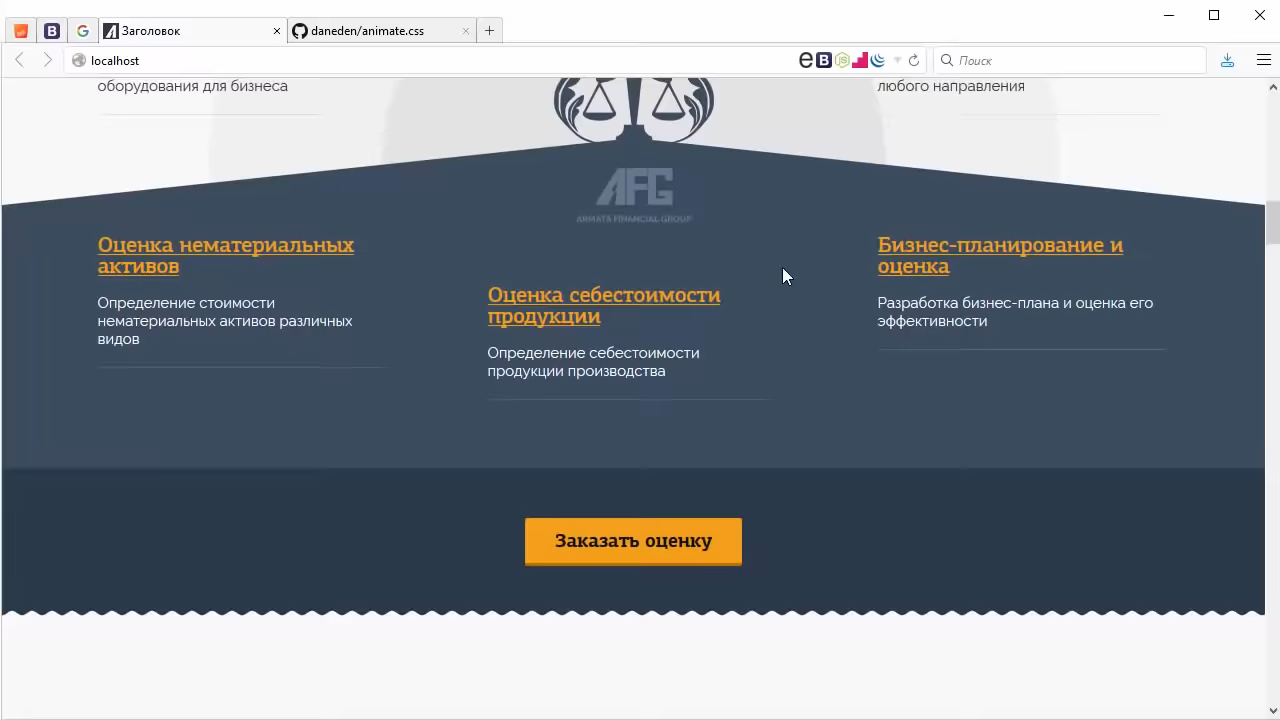 Заголовок
daneden/animate.css
localhost
Поиск
оборудования для бизнеса
любого направления
AFG
ARMATA FINANCIAL GROUP
Оценка нематериальных
активов
Определение стоимости
нематериальных активов различных
видов
Оценка себестоимости
продукции
Определение себестоимости
продукции производства
Бизнес-планирование и
оценка
Разработка бизнес-плана и оценка его
эффективности
Заказать оценку